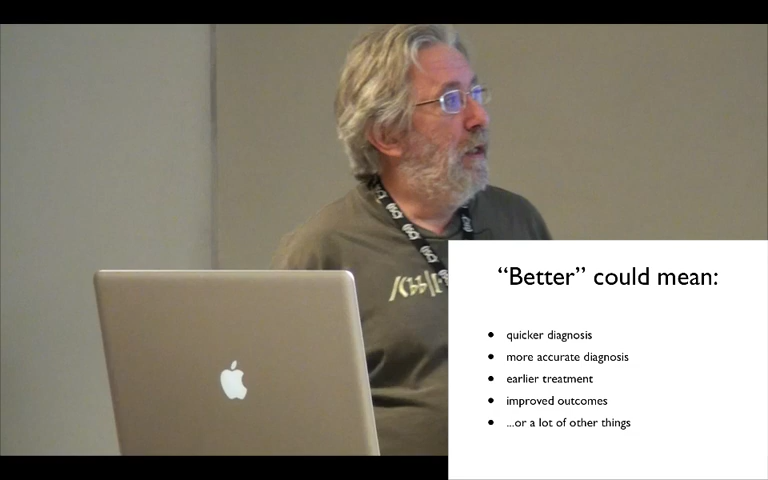 “Better” could mean:
• quicker diagnosis
• more accurate diagnosis
• earlier treatment
• improved outcomes
• ...or a lot of other things